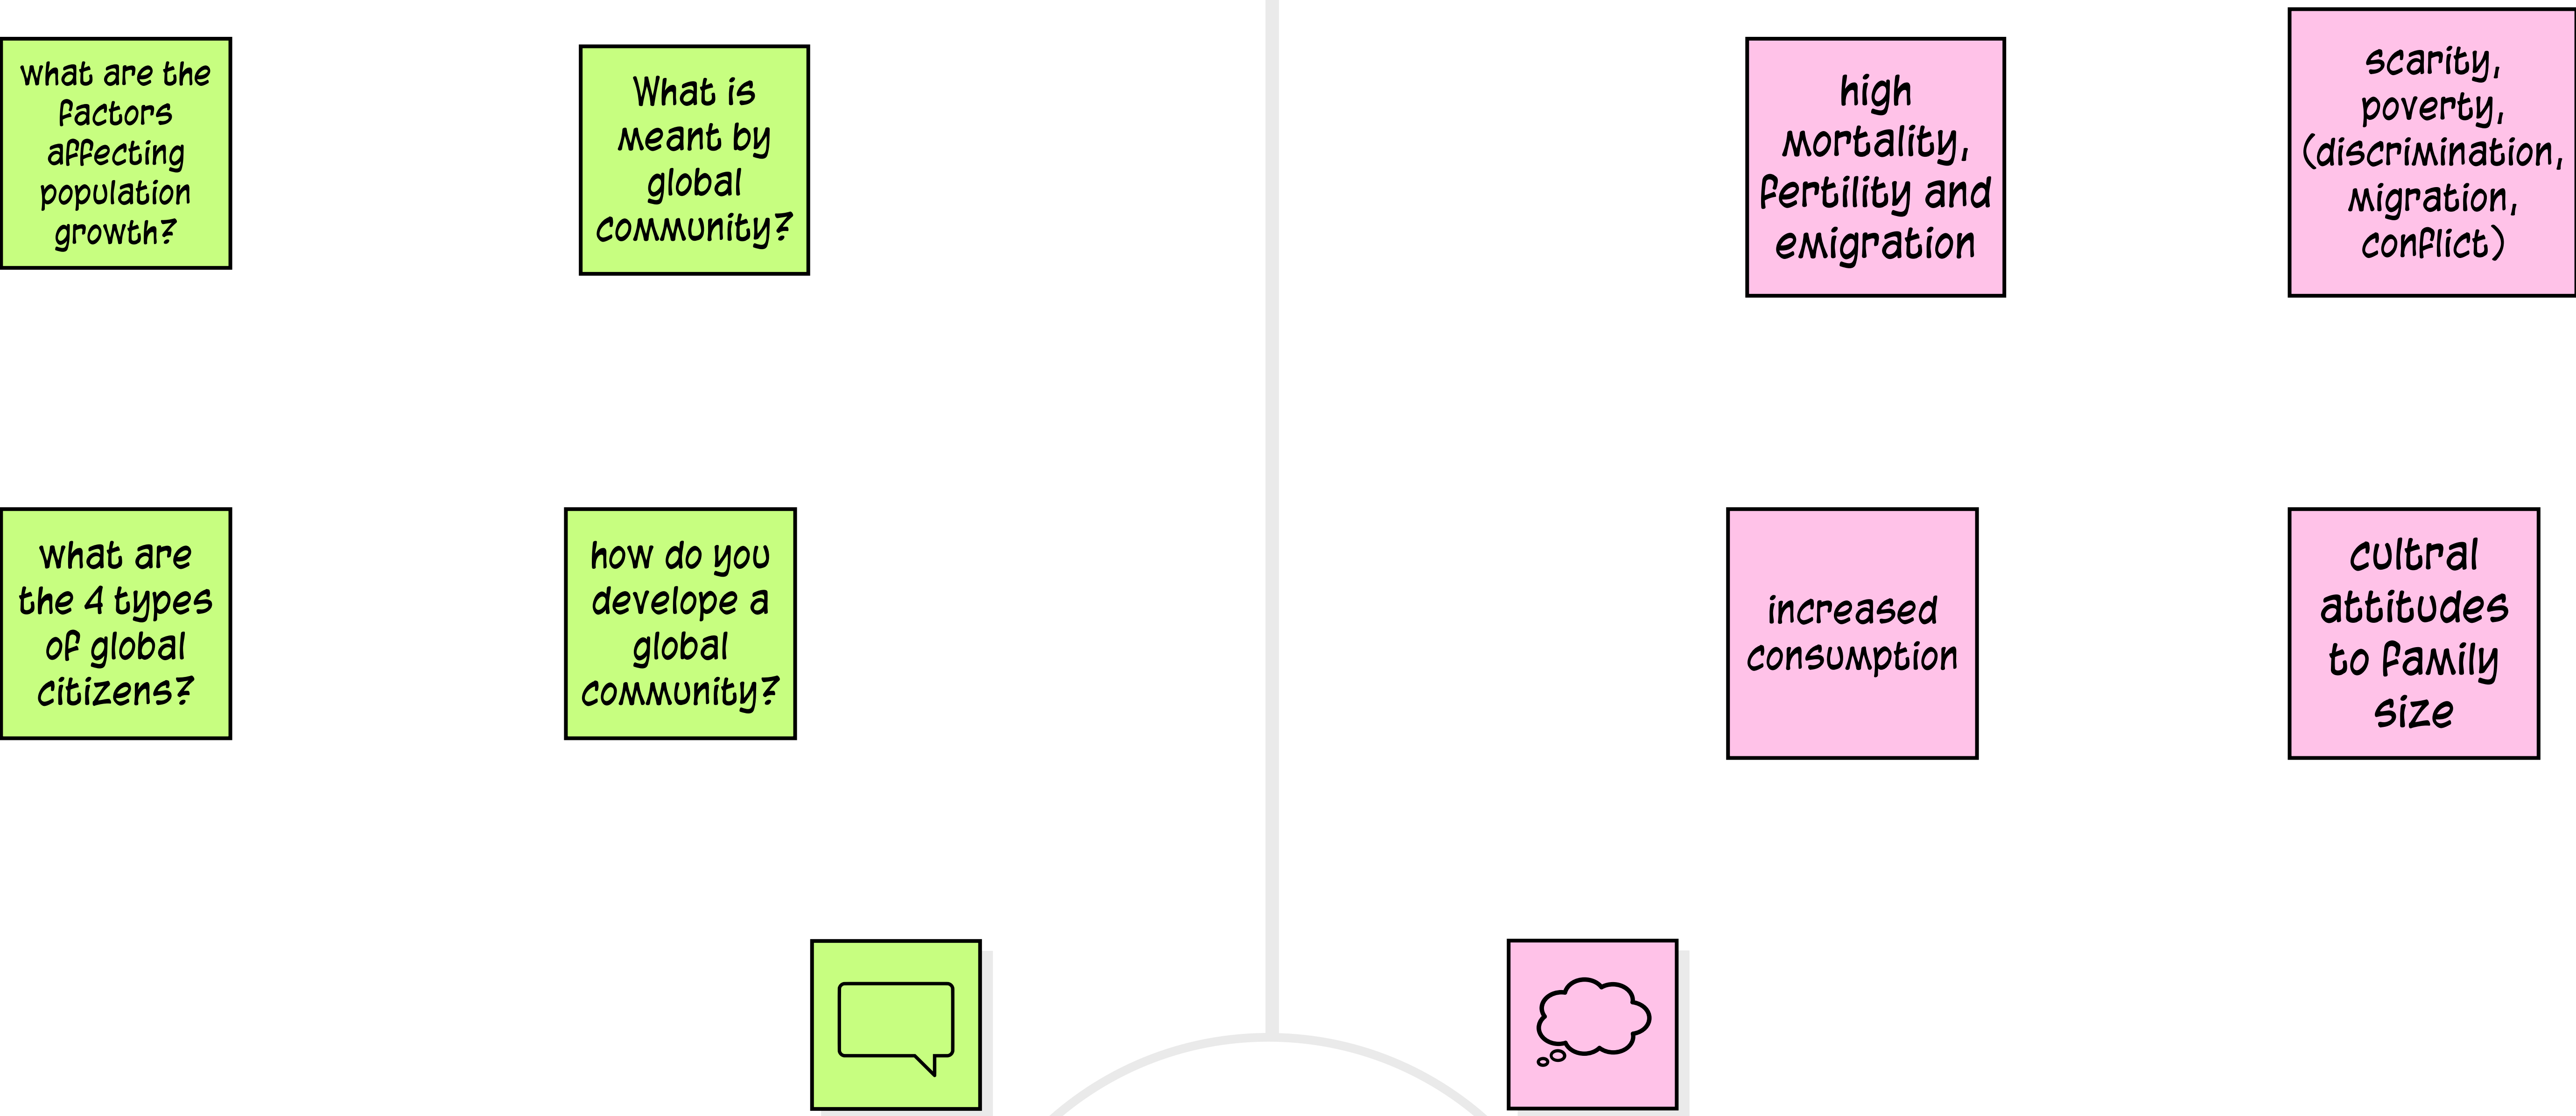 what are the
factors
affecting
population
growth?
What is
meant by
global
community?
high
mortality,
fertility and
emigration
scarity,
poverty,
(discrimination,
migration,
conflict)
what are
the 4 types
of global
citizens?
how do you
develope a
global
community?
increased
consumption
cultral
attitudes
to family
size